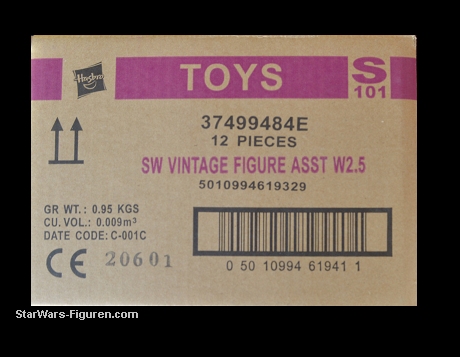 Hasbro
TOYS
S
101
37499484E
12 PIECES
SW VINTAGE FIGURE ASST W2.5
5010994619329
GR WT.: 0.95 KGS
CU. VOL.: 0.009m³
DATE CODE: C-001C
CE 20601
0 50 10994 61941 1
StarWars-Figuren.com